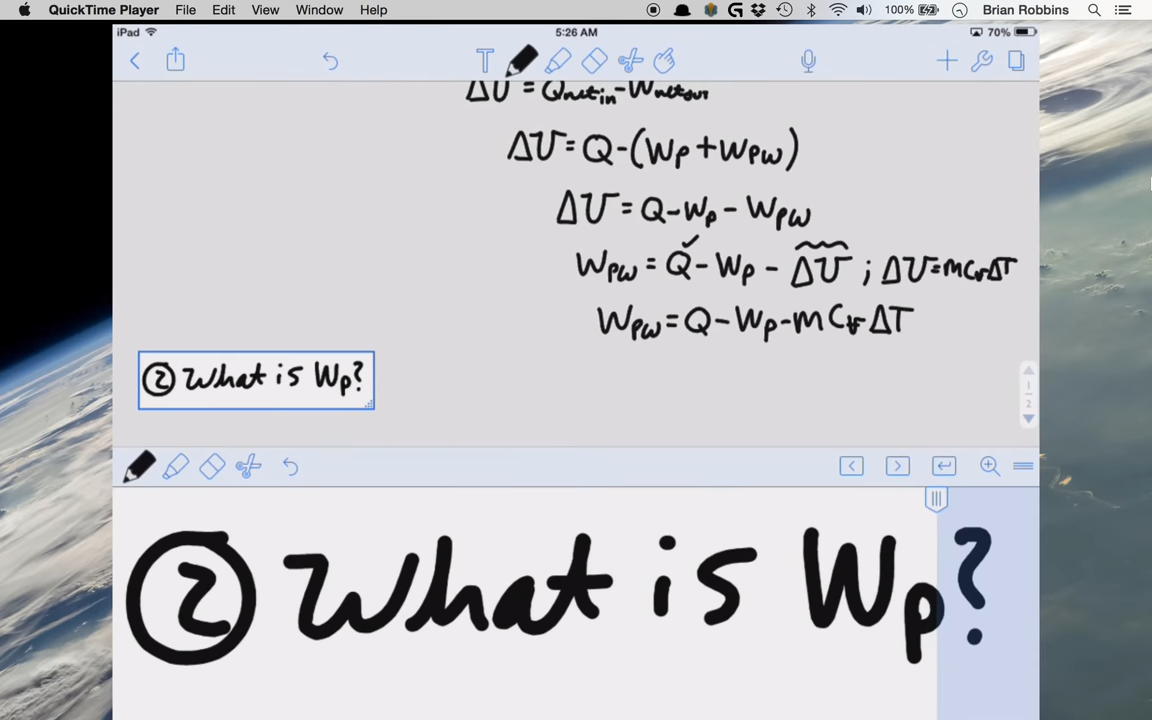 QuickTime Player File Edit View Window Help 100% Brian Robbins
iPad 5:26 AM 70%
T
ΔU = Qnet in - Wnet out
ΔU = Q - (Wp + Wpw)
ΔU = Q - Wp - Wpw
Wpw = Q - Wp - ΔU ; ΔU = mCvΔT
Wpw = Q - Wp - mCvΔT
② What is Wp?
1
2
② What is Wp?